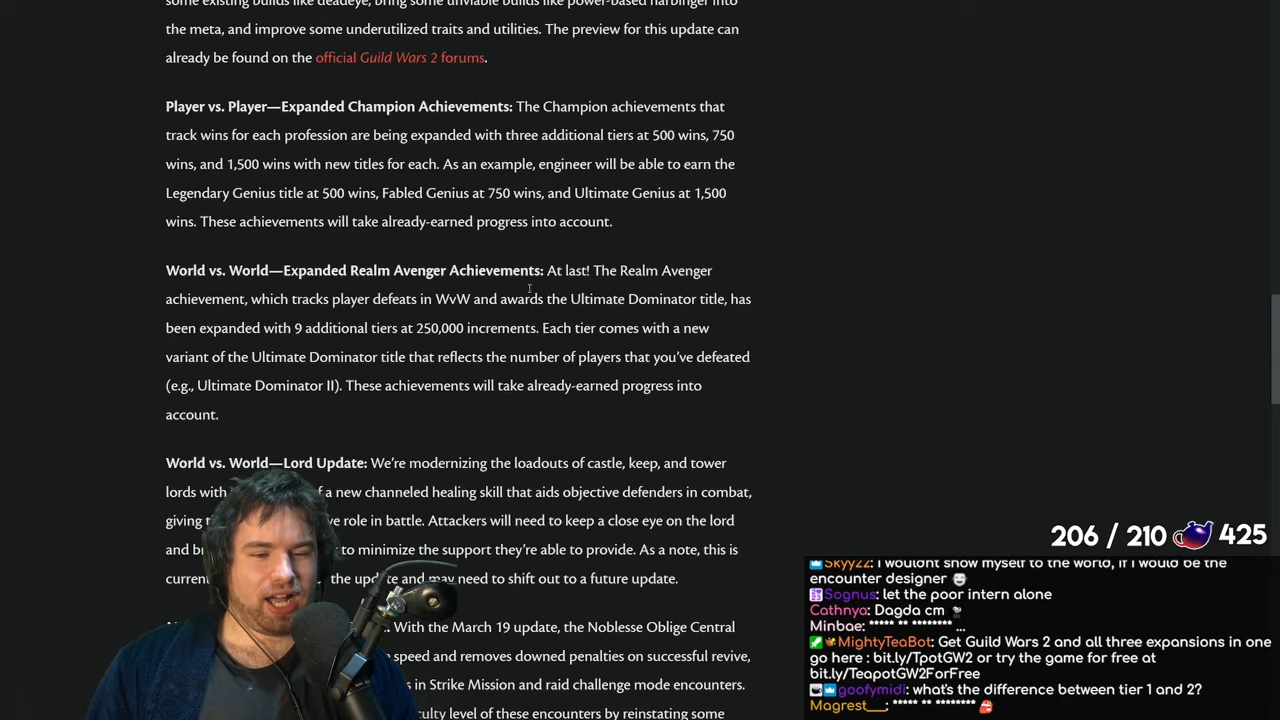 some existing builds like deadeye, bring some unviable builds like power-based harbinger into
the meta, and improve some underutilized traits and utilities. The preview for this update can
already be found on the official Guild Wars 2 forums.
Player vs. Player—Expanded Champion Achievements: The Champion achievements that
track wins for each profession are being expanded with three additional tiers at 500 wins, 750
wins, and 1,500 wins with new titles for each. As an example, engineer will be able to earn the
Legendary Genius title at 500 wins, Fabled Genius at 750 wins, and Ultimate Genius at 1,500
wins. These achievements will take already-earned progress into account.
World vs. World—Expanded Realm Avenger Achievements: At last! The Realm Avenger
achievement, which tracks player defeats in WvW and awards the Ultimate Dominator title, has
been expanded with 9 additional tiers at 250,000 increments. Each tier comes with a new
variant of the Ultimate Dominator title that reflects the number of players that you've defeated
(e.g., Ultimate Dominator II). These achievements will take already-earned progress into
account.
World vs. World—Lord Update: We're modernizing the loadouts of castle, keep, and tower
lords with of a new channeled healing skill that aids objective defenders in combat,
giving role in battle. Attackers will need to keep a close eye on the lord
and to minimize the support they're able to provide. As a note, this is
the update and may need to shift out to a future update.
With the March 19 update, the Noblesse Oblige Central
speed and removes downed penalties on successful revive,
in Strike Mission and raid challenge mode encounters.
level of these encounters by reinstating some
206 / 210 425
Skyy22: I wouldnt show myself to the world, if i would be the
encounter designer
Sognus: let the poor intern alone
Cathnya: Dagda cm
Minbae: ***** ** ******** ...
MightyTeaBot: Get Guild Wars 2 and all three expansions in one
go here : bit.ly/TpotGW2 or try the game for free at
bit.ly/TeapotGW2ForFree
goofymidi: what's the difference between tier 1 and 2?
Magrest__: ***** ** ********